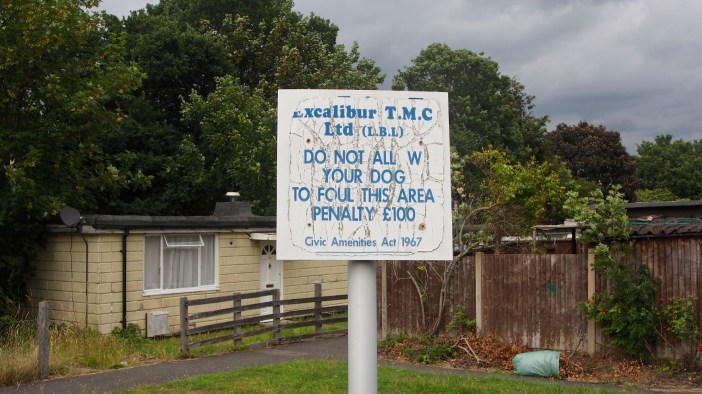 Excalibur T.M.C
Ltd (L.B.L)
DO NOT ALL W
YOUR DOG
TO FOUL THIS AREA
PENALTY £100
Civic Amenities Act 1967